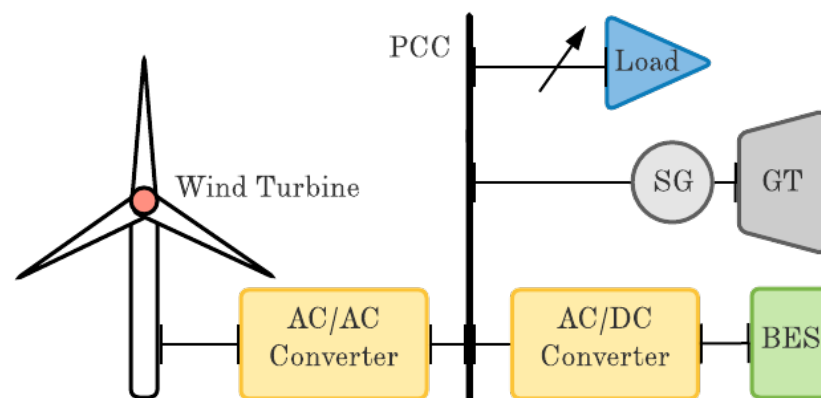 PCC
Load
Wind Turbine
SG
GT
AC/AC
Converter
AC/DC
Converter
BES